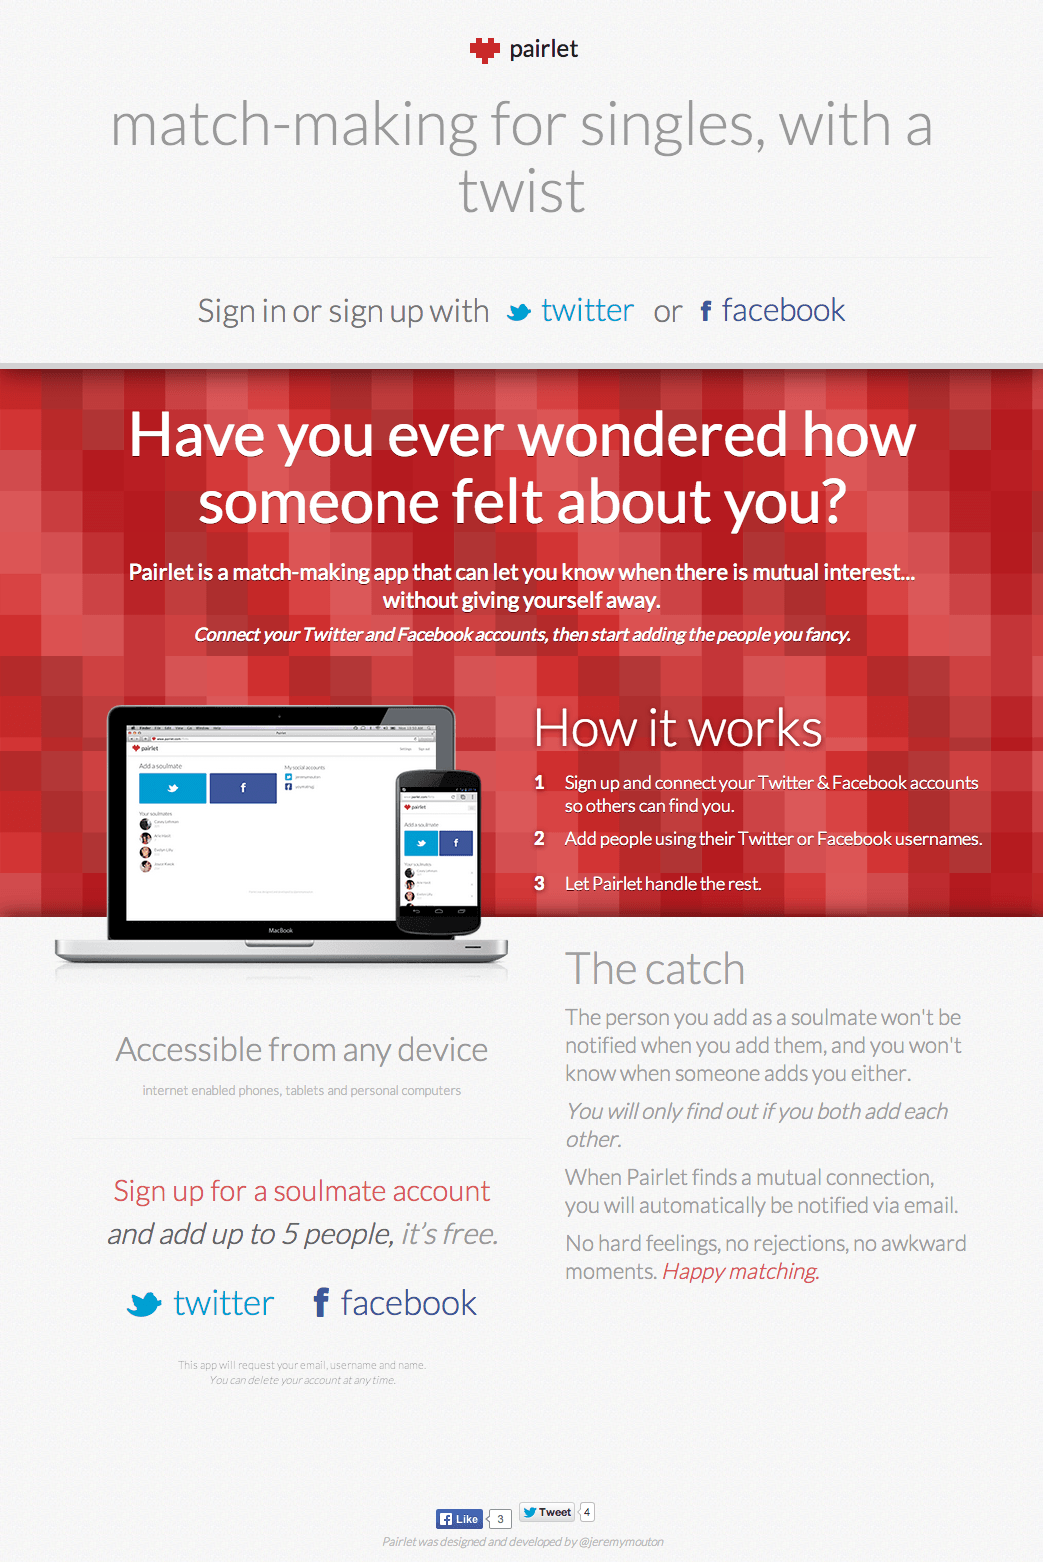 pairlet
match-making for singles, with a
twist
Sign in or sign up with twitter or facebook
Have you ever wondered how
someone felt about you?
Pairlet is a match-making app that can let you know when there is mutual interest...
without giving yourself away.
Connect your Twitter and Facebook accounts, then start adding the people you fancy.
pairlet
Add a soulmate
My social accounts
Your soulmates
pairlet
Add a soulmate
Your soulmates
MacBook
How it works
1 Sign up and connect your Twitter & Facebook accounts
so others can find you.
2 Add people using their Twitter or Facebook usernames.
3 Let Pairlet handle the rest.
Accessible from any device
internet enabled phones, tablets and personal computers
Sign up for a soulmate account
and add up to 5 people, it's free.
twitter facebook
This app will request your email, username and name.
You can delete your account at any time.
The catch
The person you add as a soulmate won't be
notified when you add them, and you won't
know when someone adds you either.
You will only find out if you both add each
other.
When Pairlet finds a mutual connection,
you will automatically be notified via email.
No hard feelings, no rejections, no awkward
moments. Happy matching.
Like 3 Tweet 4
Pairlet was designed and developed by @jeremymouton